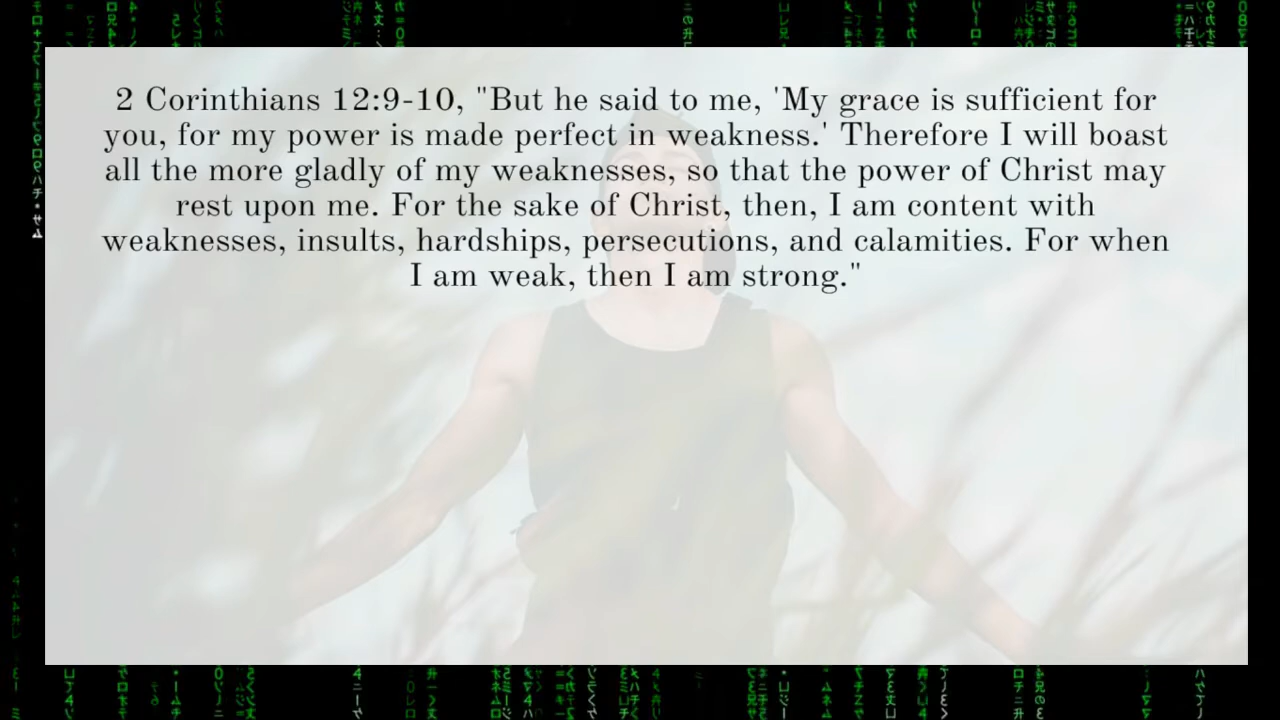 2 Corinthians 12:9-10, "But he said to me, 'My grace is sufficient for
you, for my power is made perfect in weakness.' Therefore I will boast
all the more gladly of my weaknesses, so that the power of Christ may
rest upon me. For the sake of Christ, then, I am content with
weaknesses, insults, hardships, persecutions, and calamities. For when
I am weak, then I am strong."